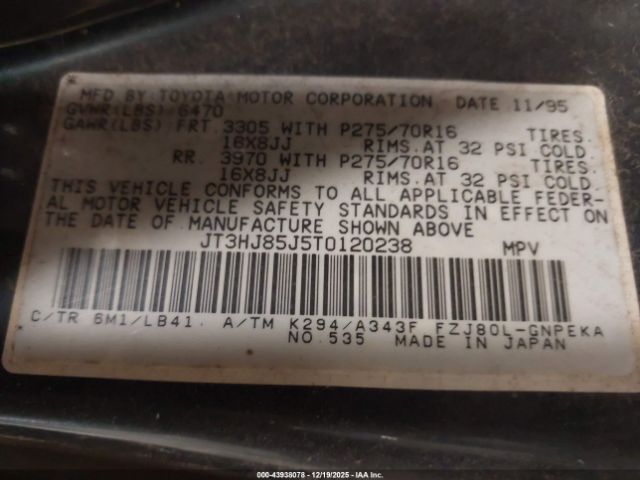 MFD BY: TOYOTA MOTOR CORPORATION DATE 11/95
GVWR(LBS) 6470
GAWR(LBS) FRT. 3305 WITH P275/70R16 TIRES.
16X8JJ RIMS.AT 32 PSI COLD.
RR. 3970 WITH P275/70R16 TIRES.
16X8JJ RIMS.AT 32 PSI COLD.
THIS VEHICLE CONFORMS TO ALL APPLICABLE FEDER-
AL MOTOR VEHICLE SAFETY STANDARDS IN EFFECT ON
THE DATE OF MANUFACTURE SHOWN ABOVE
JT3HJ85J5T0120238 MPV
C/TR 6M1/LB41. A/TM K294/A343F FZJ80L-GNPEKA
NO.535 MADE IN JAPAN
000-43938078 - 12/19/2025 - IAA Inc.